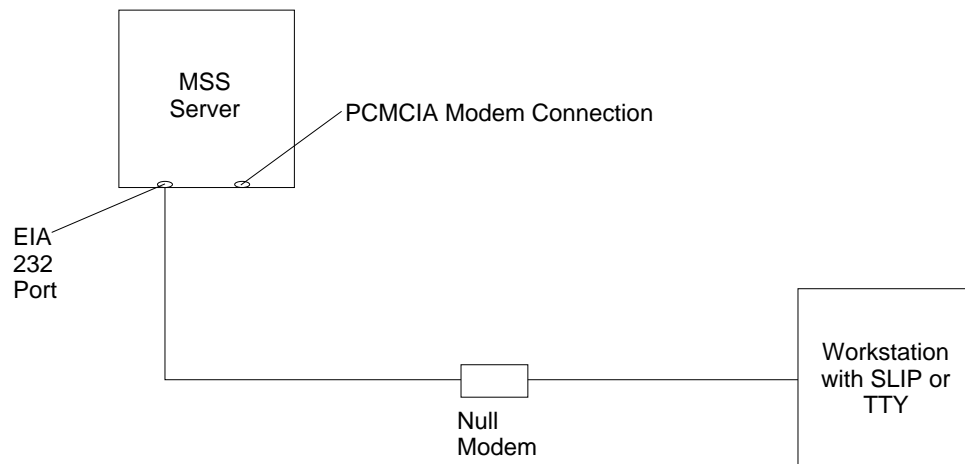 MSS
Server
PCMCIA Modem Connection
EIA
232
Port
Null
Modem
Workstation
with SLIP or
TTY